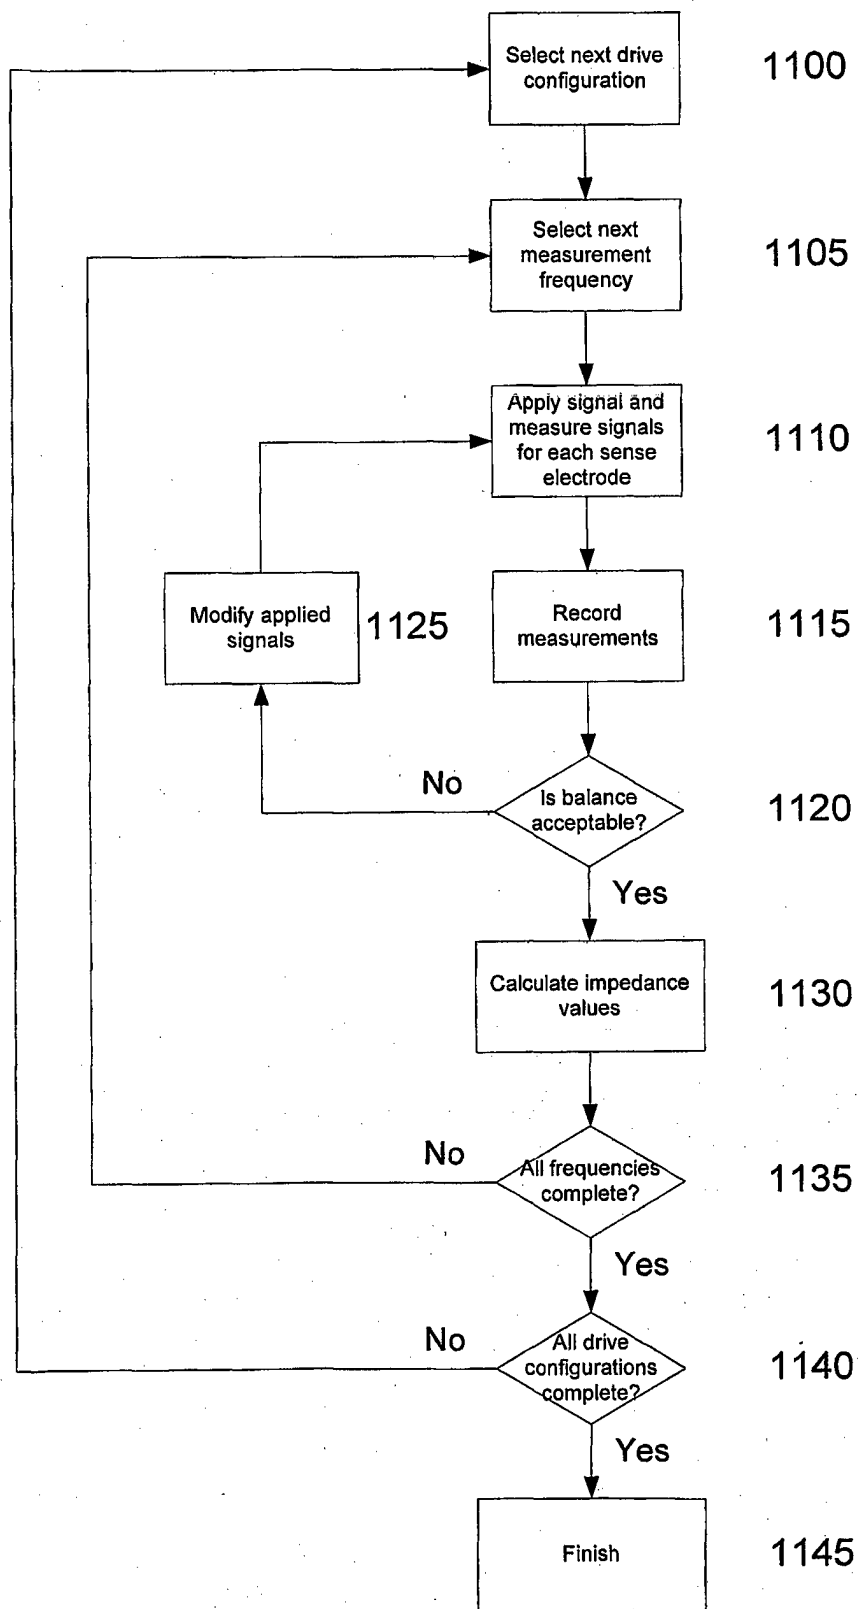 Select next drive
configuration
1100
Select next
measurement
frequency
1105
Apply signal and
measure signals
for each sense
electrode
1110
Modify applied
signals
1125
Record
measurements
1115
No
Is balance
acceptable?
1120
Yes
Calculate impedance
values
1130
No
All frequencies
complete?
1135
Yes
No
All drive
configurations
complete?
1140
Yes
Finish
1145